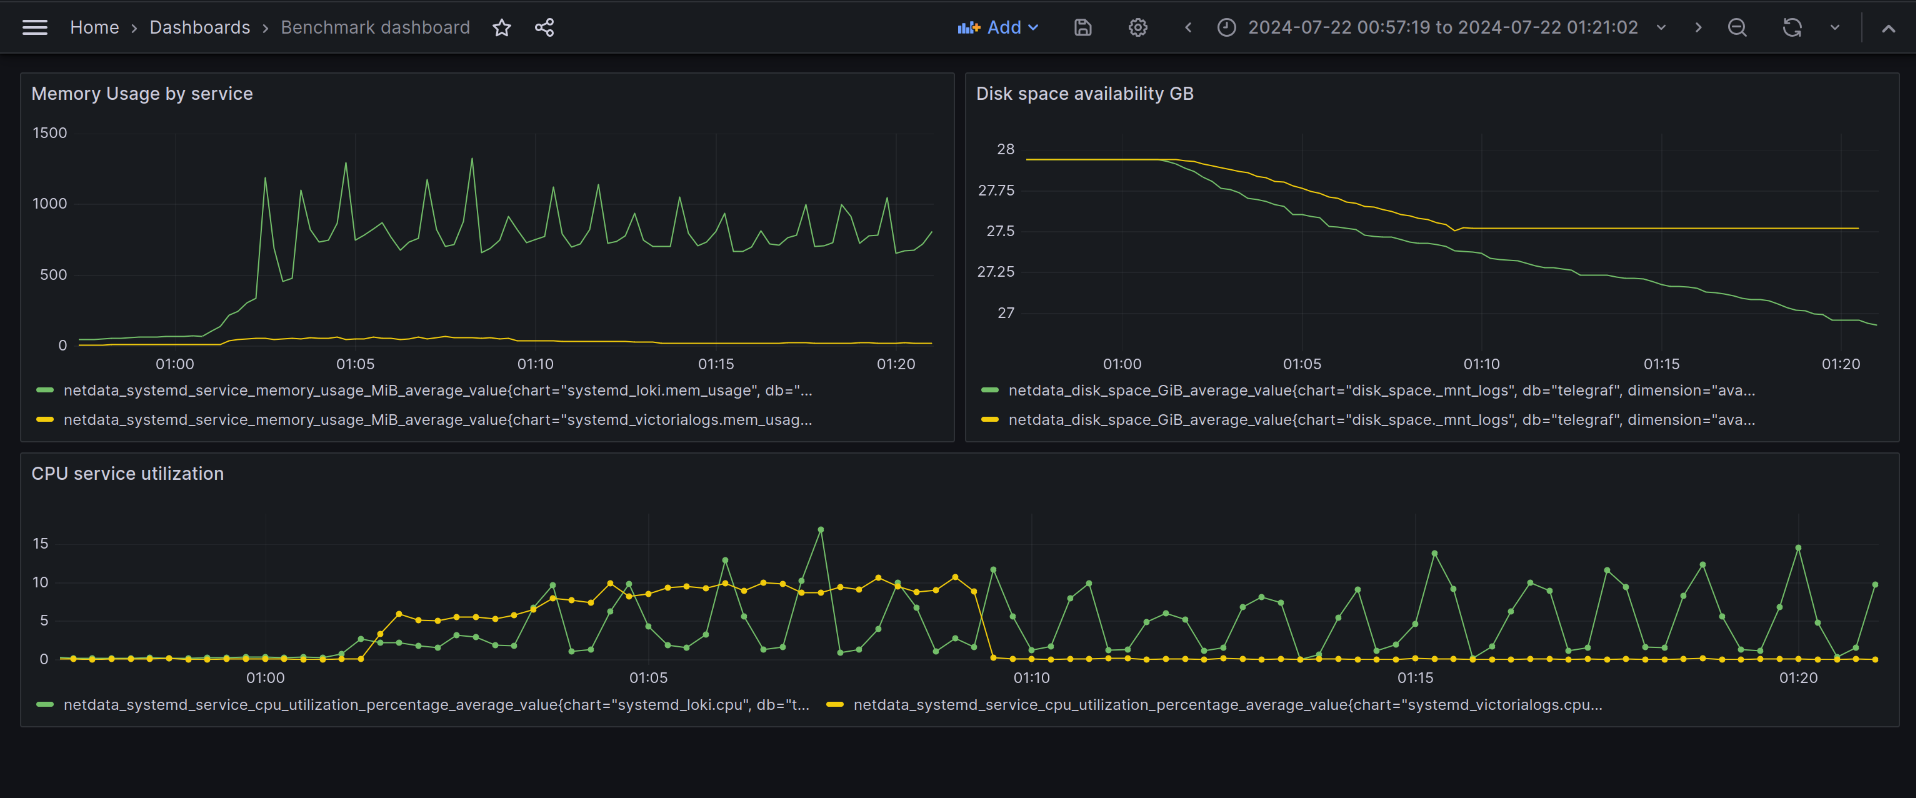 Home › Dashboards › Benchmark dashboard
Add
2024-07-22 00:57:19 to 2024-07-22 01:21:02
Memory Usage by service
1500
1000
500
0
01:00 01:05 01:10 01:15 01:20
netdata_systemd_service_memory_usage_MiB_average_value{chart="systemd_loki.mem_usage", db="...
netdata_systemd_service_memory_usage_MiB_average_value{chart="systemd_victorialogs.mem_usag...
Disk space availability GB
28
27.75
27.5
27.25
27
01:00 01:05 01:10 01:15 01:20
netdata_disk_space_GiB_average_value{chart="disk_space._mnt_logs", db="telegraf", dimension="ava...
netdata_disk_space_GiB_average_value{chart="disk_space._mnt_logs", db="telegraf", dimension="ava...
CPU service utilization
15
10
5
0
01:00 01:05 01:10 01:15 01:20
netdata_systemd_service_cpu_utilization_percentage_average_value{chart="systemd_loki.cpu", db="t... netdata_systemd_service_cpu_utilization_percentage_average_value{chart="systemd_victorialogs.cpu...